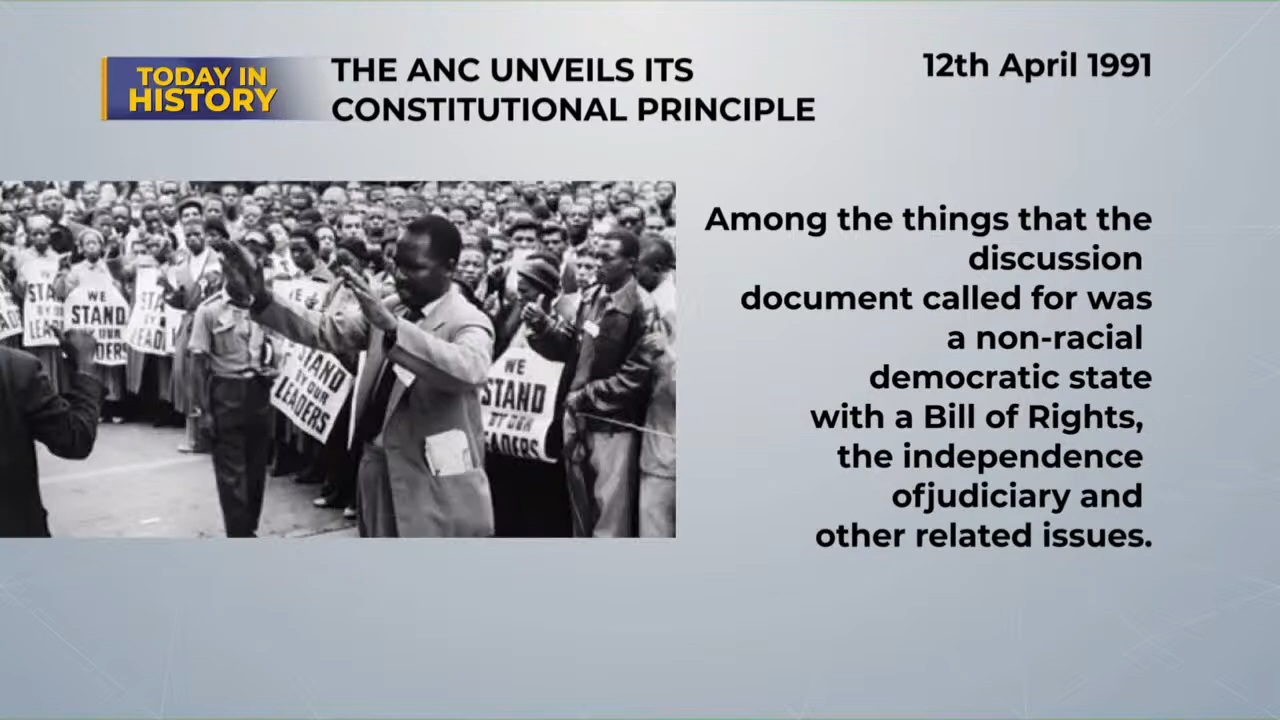 TODAY IN
HISTORY
THE ANC UNVEILS ITS
CONSTITUTIONAL PRINCIPLE
12th April 1991
Among the things that the
discussion
document called for was
a non-racial
democratic state
with a Bill of Rights,
the independence
ofjudiciary and
other related issues.
WE
STAND
BY OUR
LEADERS
WE
STAND
BY OUR
LEADERS
WE
STAND
BY OUR